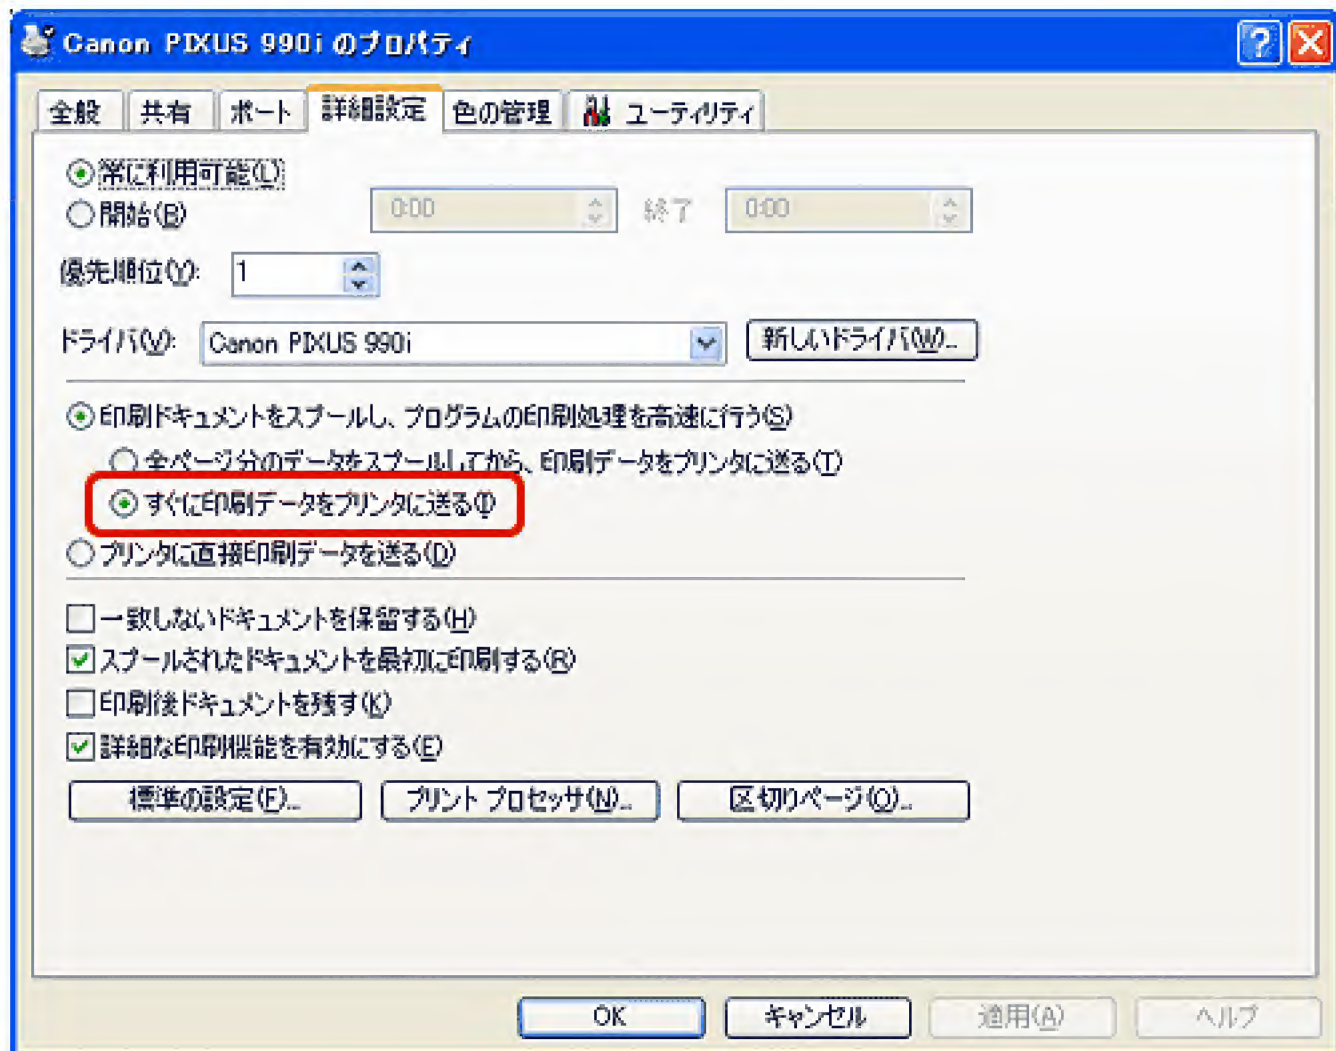 Canon PIXUS 990i のプロパティ
全般 共有 ポート 詳細設定 色の管理 ユーティリティ
常に利用可能(L)
開始(B) 0:00 終了 0:00
優先順位(Y): 1
ドライバ(V): Canon PIXUS 990i 新しいドライバ(W)...
印刷ドキュメントをスプールし、プログラムの印刷処理を高速に行う(S)
全ページ分のデータをスプールしてから、印刷データをプリンタに送る(T)
すぐに印刷データをプリンタに送る(I)
プリンタに直接印刷データを送る(D)
一致しないドキュメントを保留する(H)
スプールされたドキュメントを最初に印刷する(R)
印刷後ドキュメントを残す(K)
詳細な印刷機能を有効にする(E)
標準の設定(F)... プリント プロセッサ(N)... 区切りページ(O)...
OK キャンセル 適用(A) ヘルプ